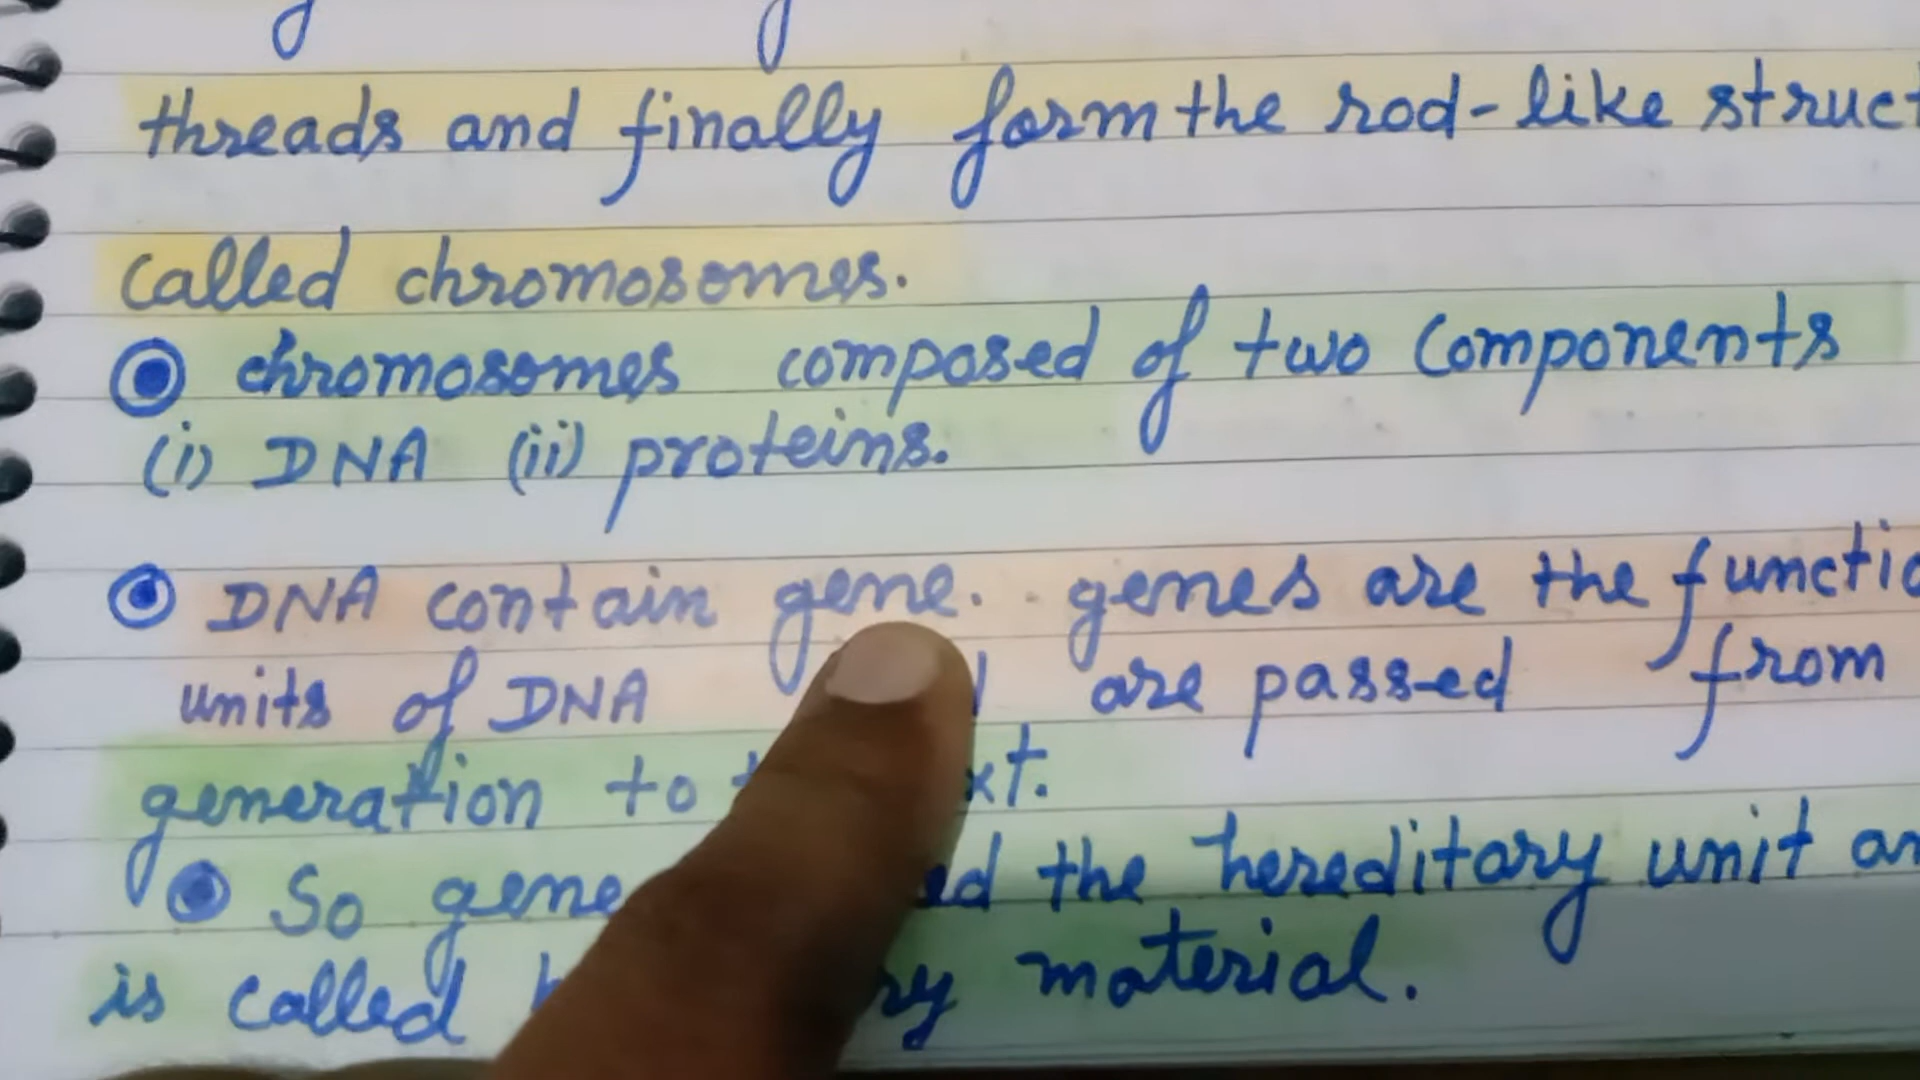 threads and finally form the rod-like struct
called chromosomes.
chromosomes composed of two components
(i) DNA (ii) proteins.
DNA contain gene. genes are the functio
units of DNA are passed from
generation to
So gene the hereditary unit an
is called material.